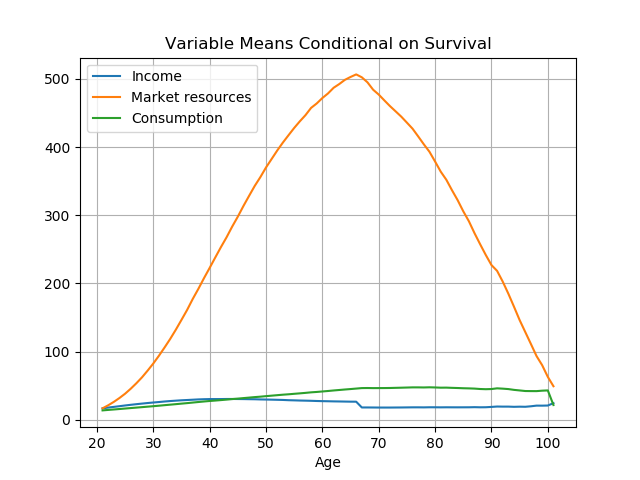 Variable Means Conditional on Survival
Income
Market resources
Consumption
500
400
300
200
100
0
20 30 40 50 60 70 80 90 100
Age